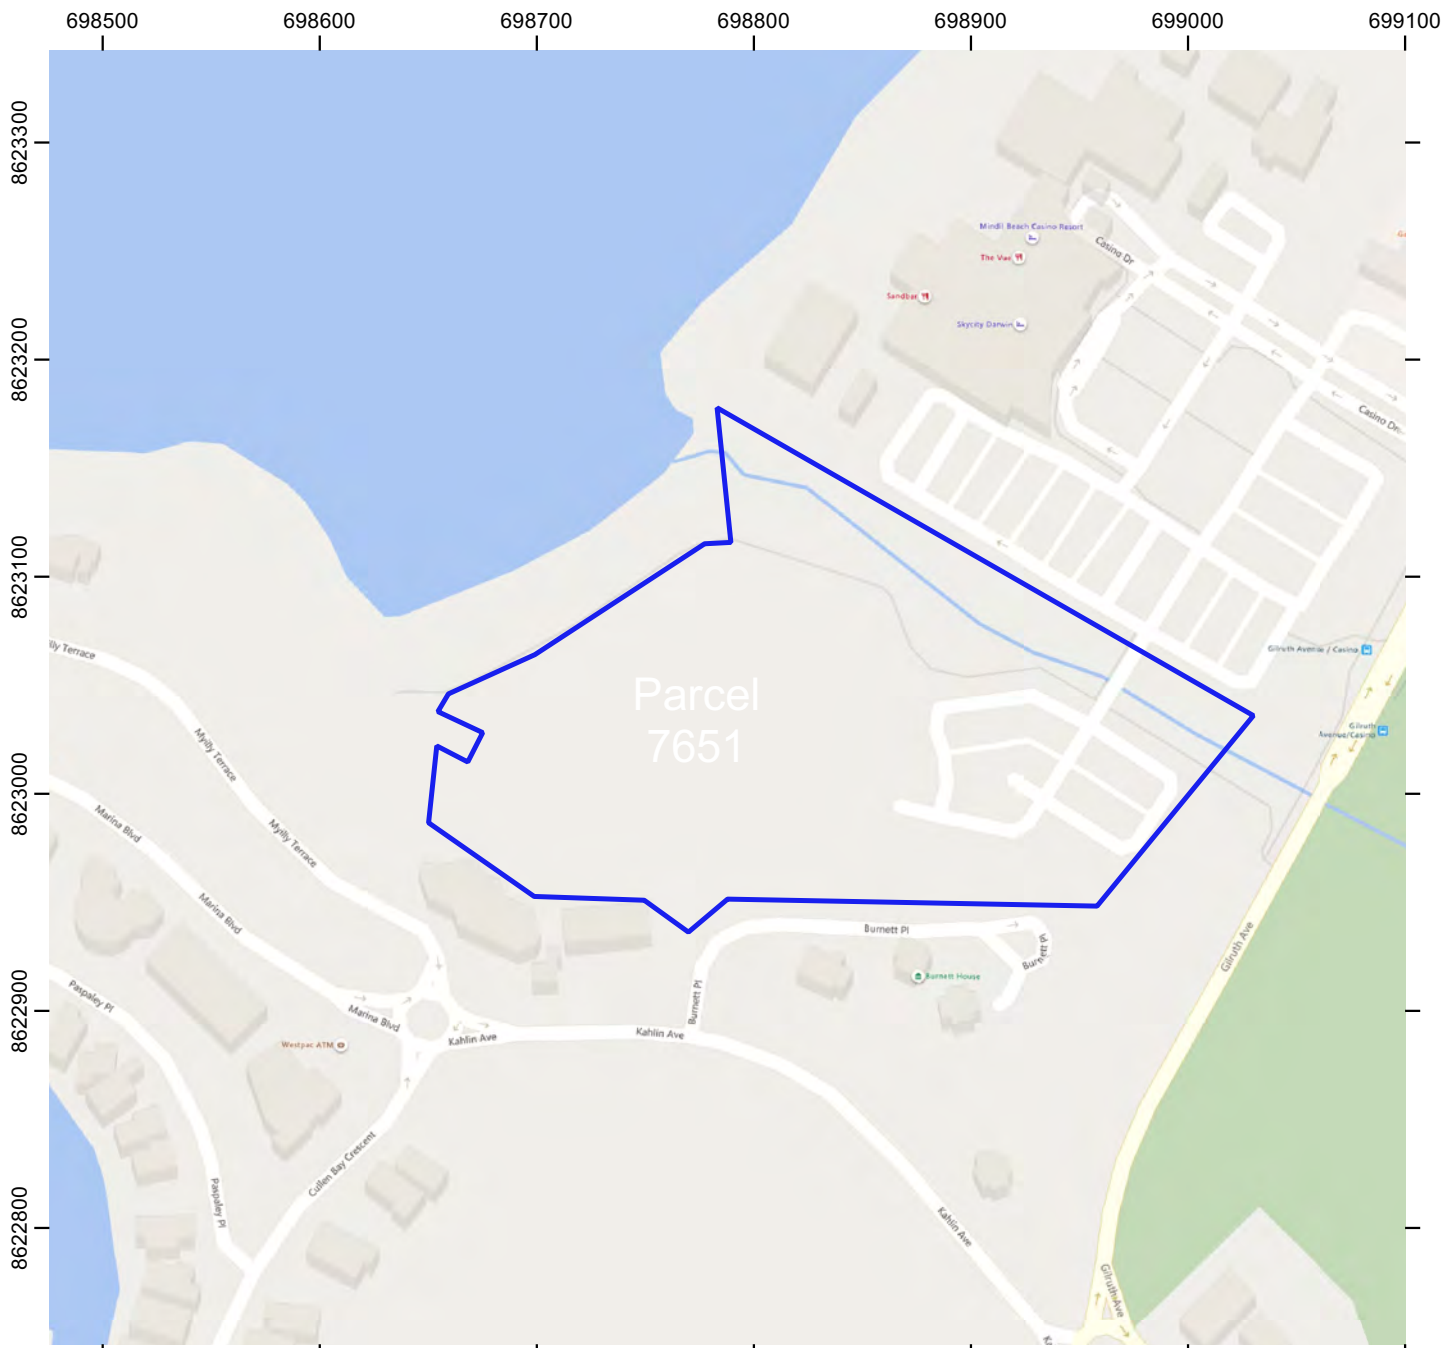 698500 698600 698700 698800 698900 699000 699100
8623300
8623200
8623100
8623000
8622900
8622800
Mindil Beach Casino Resort
The Vue
Sandbar
Skycity Darwin
Casino Dr
Casino Dr
Gilruth Avenue / Casino
Gilruth
Avenue/Casino
Parcel
7651
illy Terrace
Myilly Terrace
Myilly Terrace
Marina Blvd
Marina Blvd
Marina Blvd
Paspaley Pl
Paspaley Pl
Westpac ATM
Kahlin Ave
Kahlin Ave
Kahlin Ave
Burnett Pl
Burnett Pl
Burnett Pl
Burnett House
Cullen Bay Crescent
Gilruth Ave
Gilruth Ave